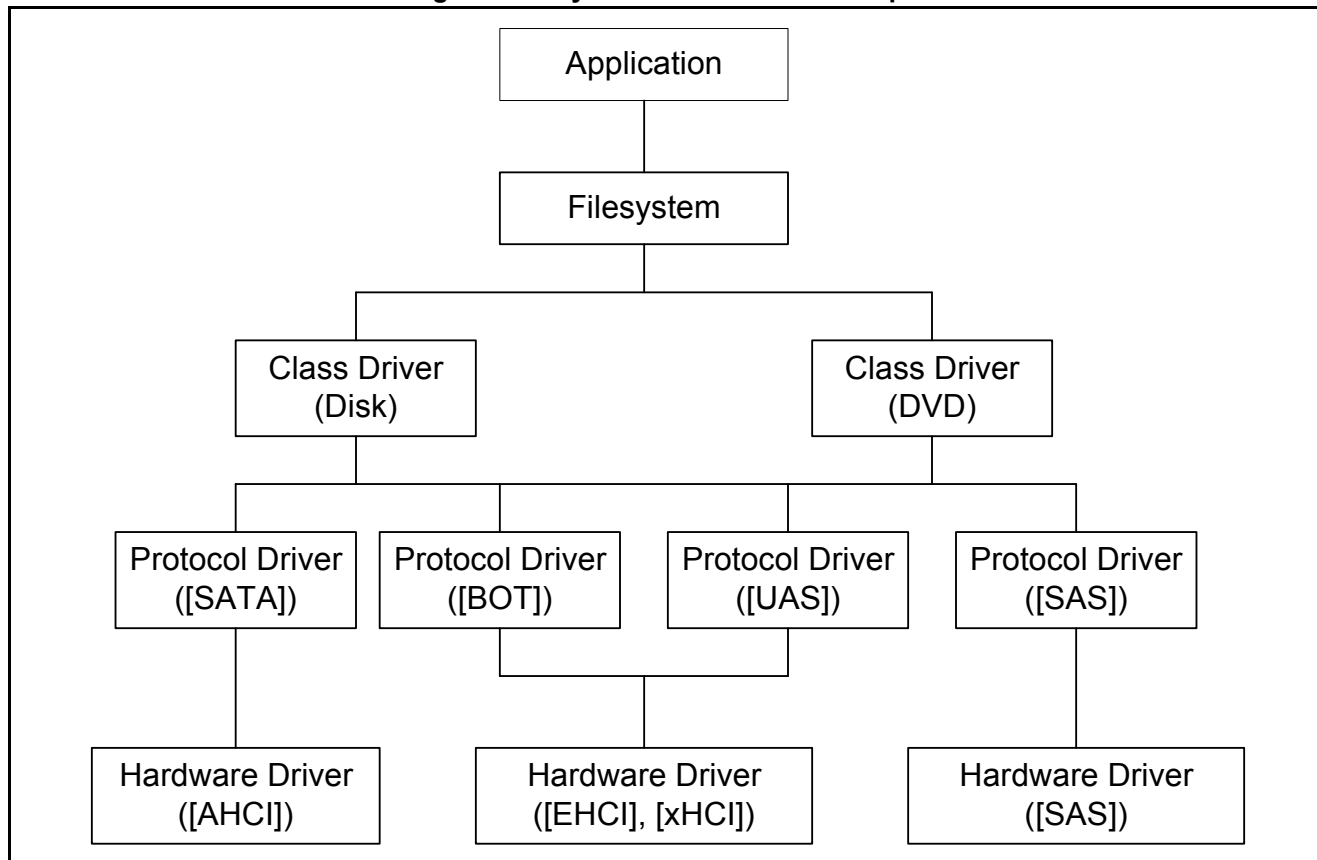 Application
Filesystem
Class Driver
(Disk)
Class Driver
(DVD)
Protocol Driver
([SATA])
Protocol Driver
([BOT])
Protocol Driver
([UAS])
Protocol Driver
([SAS])
Hardware Driver
([AHCI])
Hardware Driver
([EHCI], [xHCI])
Hardware Driver
([SAS])